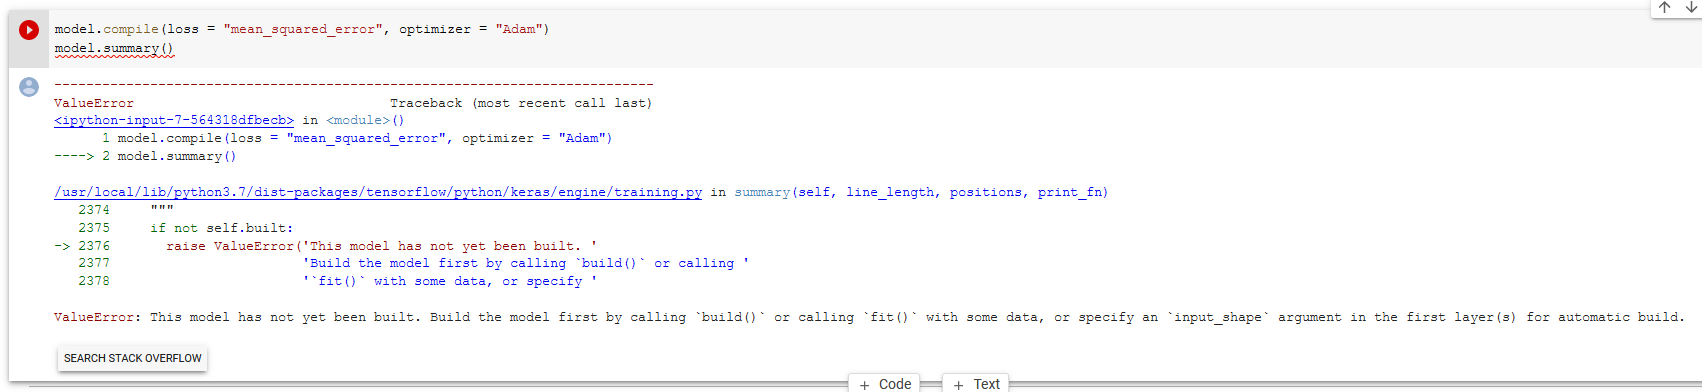 model.compile(loss = "mean_squared_error", optimizer = "Adam")
model.summary()
---------------------------------------------------------------------------
ValueError                                Traceback (most recent call last)
<ipython-input-7-564318dfbecb> in <module>()
      1 model.compile(loss = "mean_squared_error", optimizer = "Adam")
----> 2 model.summary()
/usr/local/lib/python3.7/dist-packages/tensorflow/python/keras/engine/training.py in summary(self, line_length, positions, print_fn)
   2374     """
   2375     if not self.built:
-> 2376       raise ValueError('This model has not yet been built. '
   2377                        'Build the model first by calling `build()` or calling '
   2378                        '`fit()` with some data, or specify '
ValueError: This model has not yet been built. Build the model first by calling `build()` or calling `fit()` with some data, or specify an `input_shape` argument in the first layer(s) for automatic build.
SEARCH STACK OVERFLOW
+ Code + Text